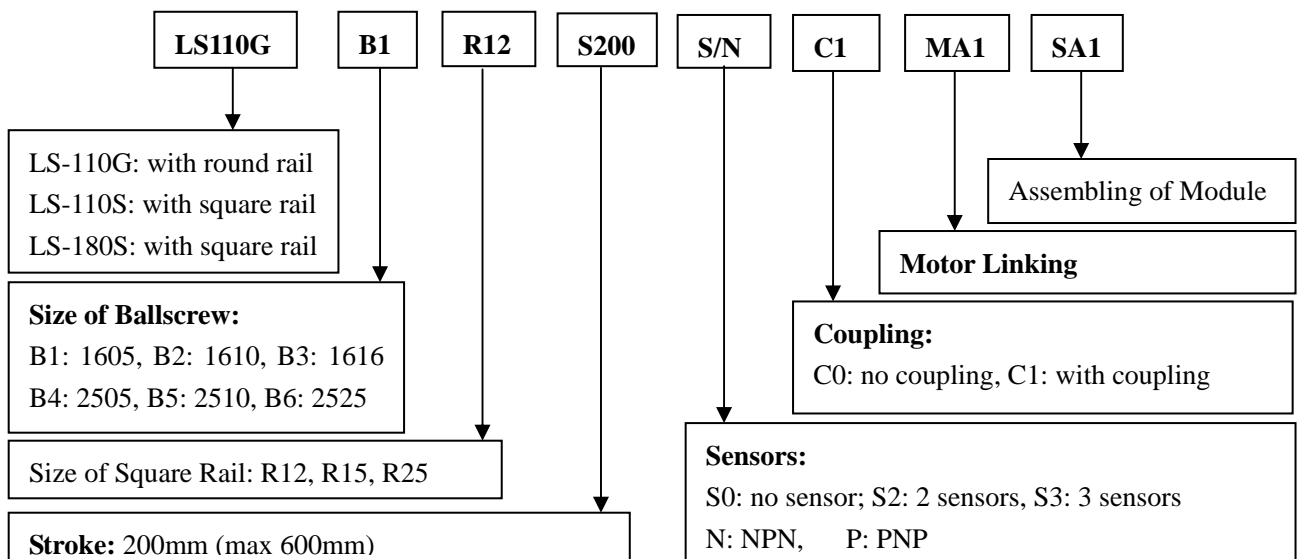 LS110G B1 R12 S200 S/N C1 MA1 SA1
LS-110G: with round rail
LS-110S: with square rail
LS-180S: with square rail
Assembling of Module
Motor Linking
Size of Ballscrew:
B1: 1605, B2: 1610, B3: 1616
B4: 2505, B5: 2510, B6: 2525
Coupling:
C0: no coupling, C1: with coupling
Size of Square Rail: R12, R15, R25
Sensors:
S0: no sensor; S2: 2 sensors, S3: 3 sensors
N: NPN, P: PNP
Stroke: 200mm (max 600mm)